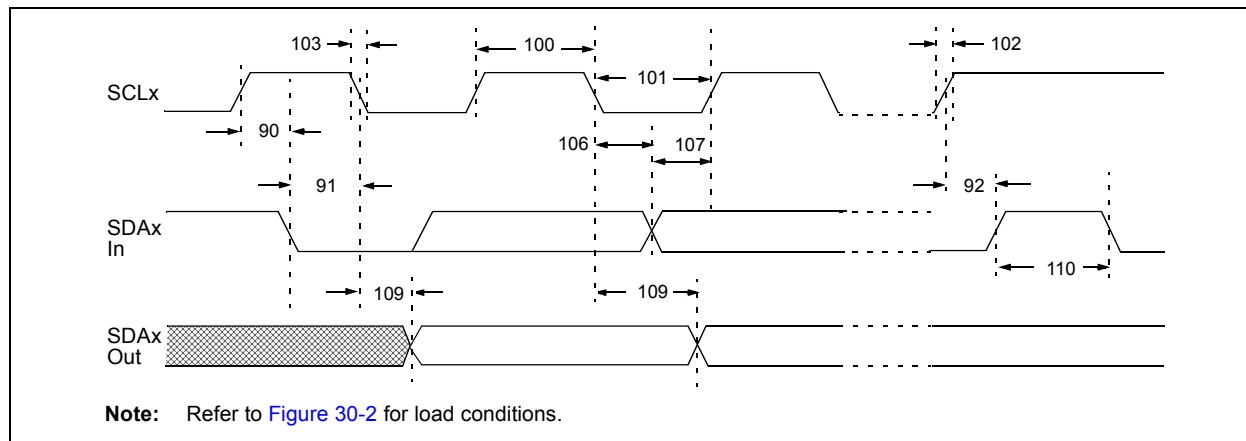 103
100
102
101
SCLx
90
106
107
91
92
SDAx
In
110
109
109
SDAx
Out
Note: Refer to Figure 30-2 for load conditions.